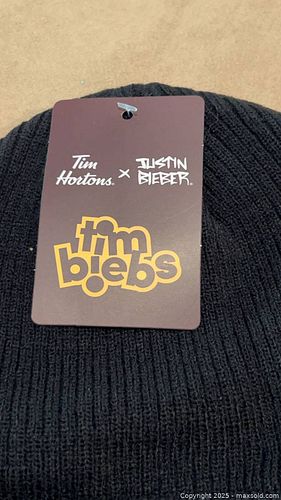 Tim
Hortons® x JUSTIN
BIEBER®
tim
biebs
Copyright © 2025 - maxsold.com